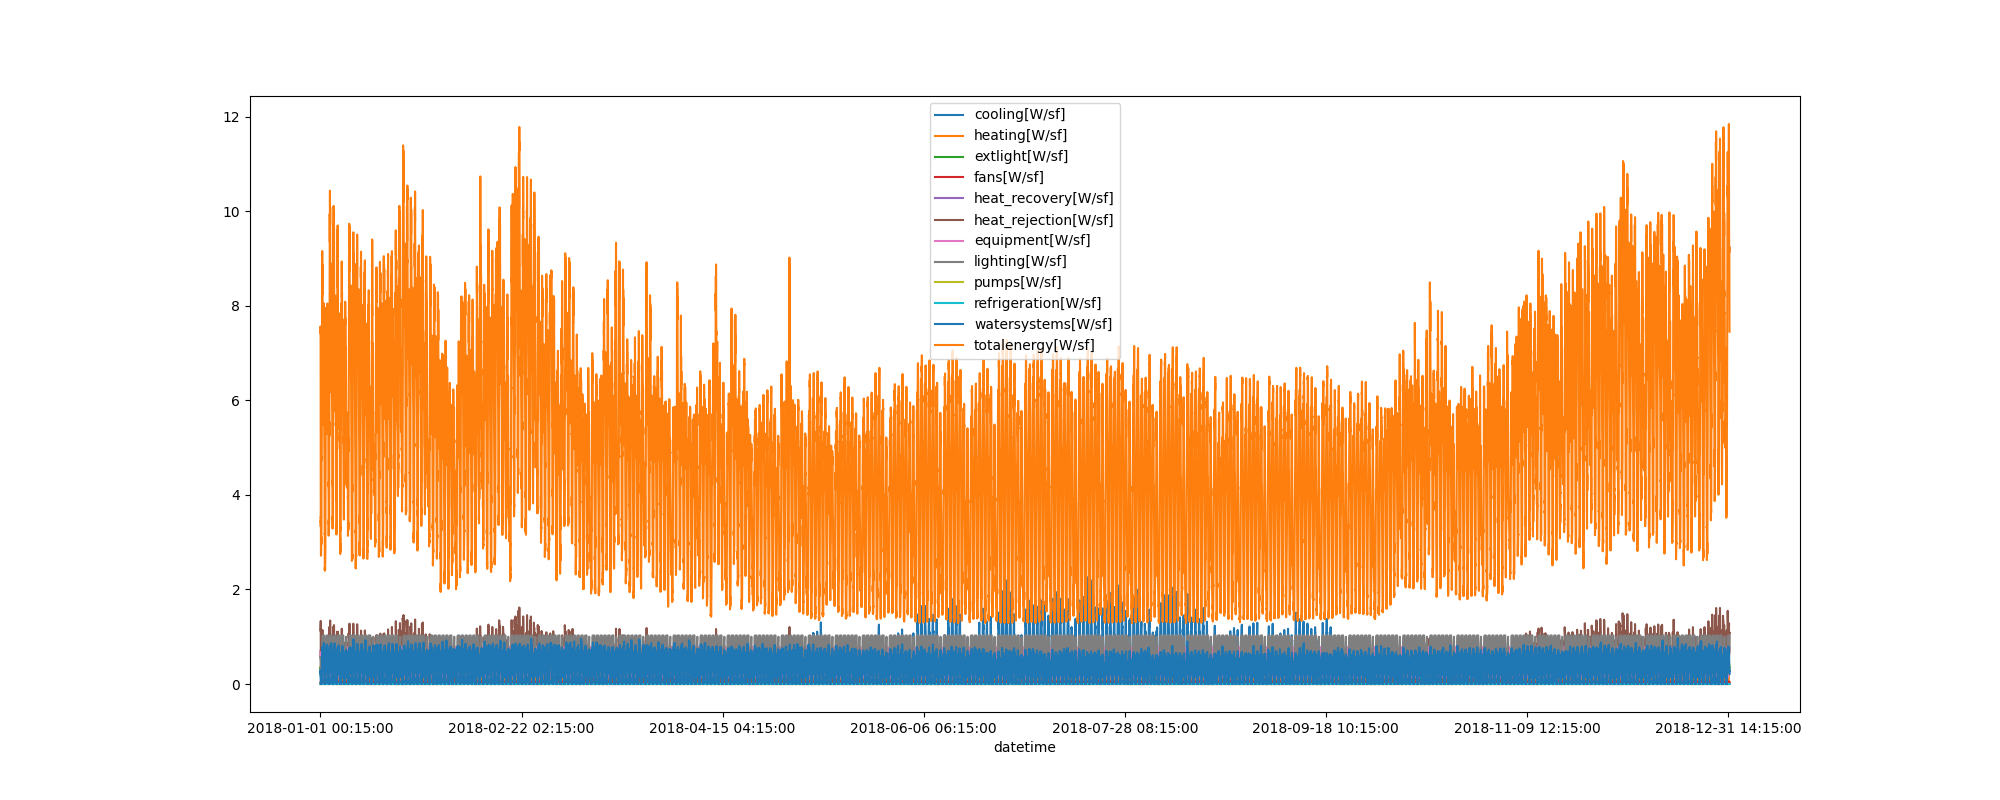 12
10
8
6
4
2
0
cooling[W/sf]
heating[W/sf]
extlight[W/sf]
fans[W/sf]
heat_recovery[W/sf]
heat_rejection[W/sf]
equipment[W/sf]
lighting[W/sf]
pumps[W/sf]
refrigeration[W/sf]
watersystems[W/sf]
totalenergy[W/sf]
2018-01-01 00:15:00 2018-02-22 02:15:00 2018-04-15 04:15:00 2018-06-06 06:15:00 2018-07-28 08:15:00 2018-09-18 10:15:00 2018-11-09 12:15:00 2018-12-31 14:15:00
datetime